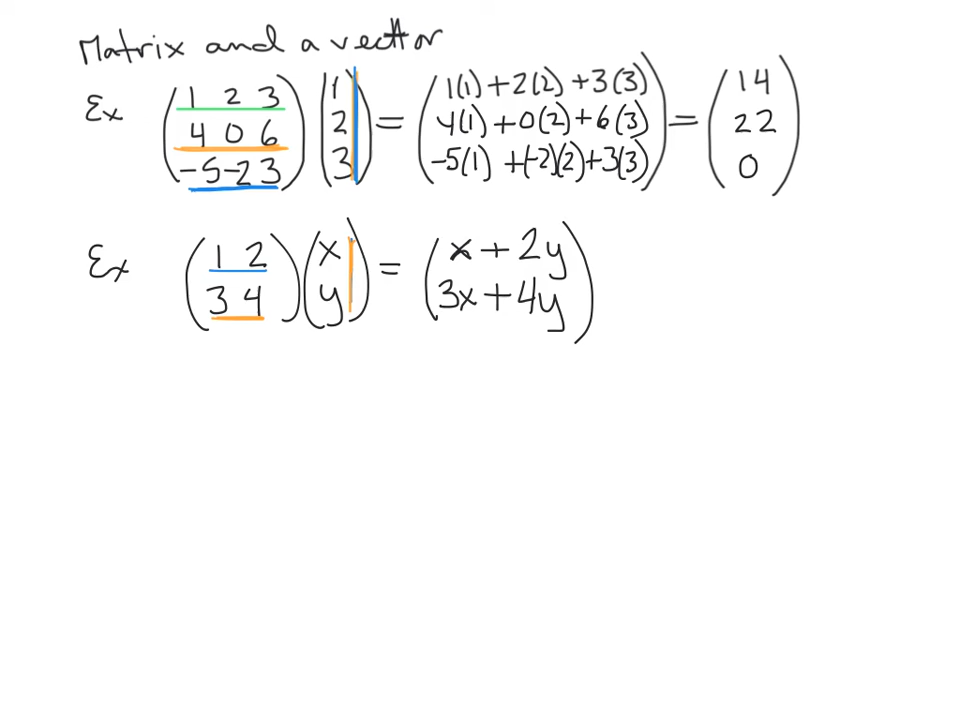 Matrix and a vector
Ex (1 2 3) (1) = (1(1)+2(2)+3(3)) = (14)
(4 0 6) (2) (4(1)+0(2)+6(3)) (22)
(-5 -2 3) (3) (-5(1)+(-2)(2)+3(3)) (0)
Ex (1 2) (x) = (x+2y)
(3 4) (y) (3x+4y)